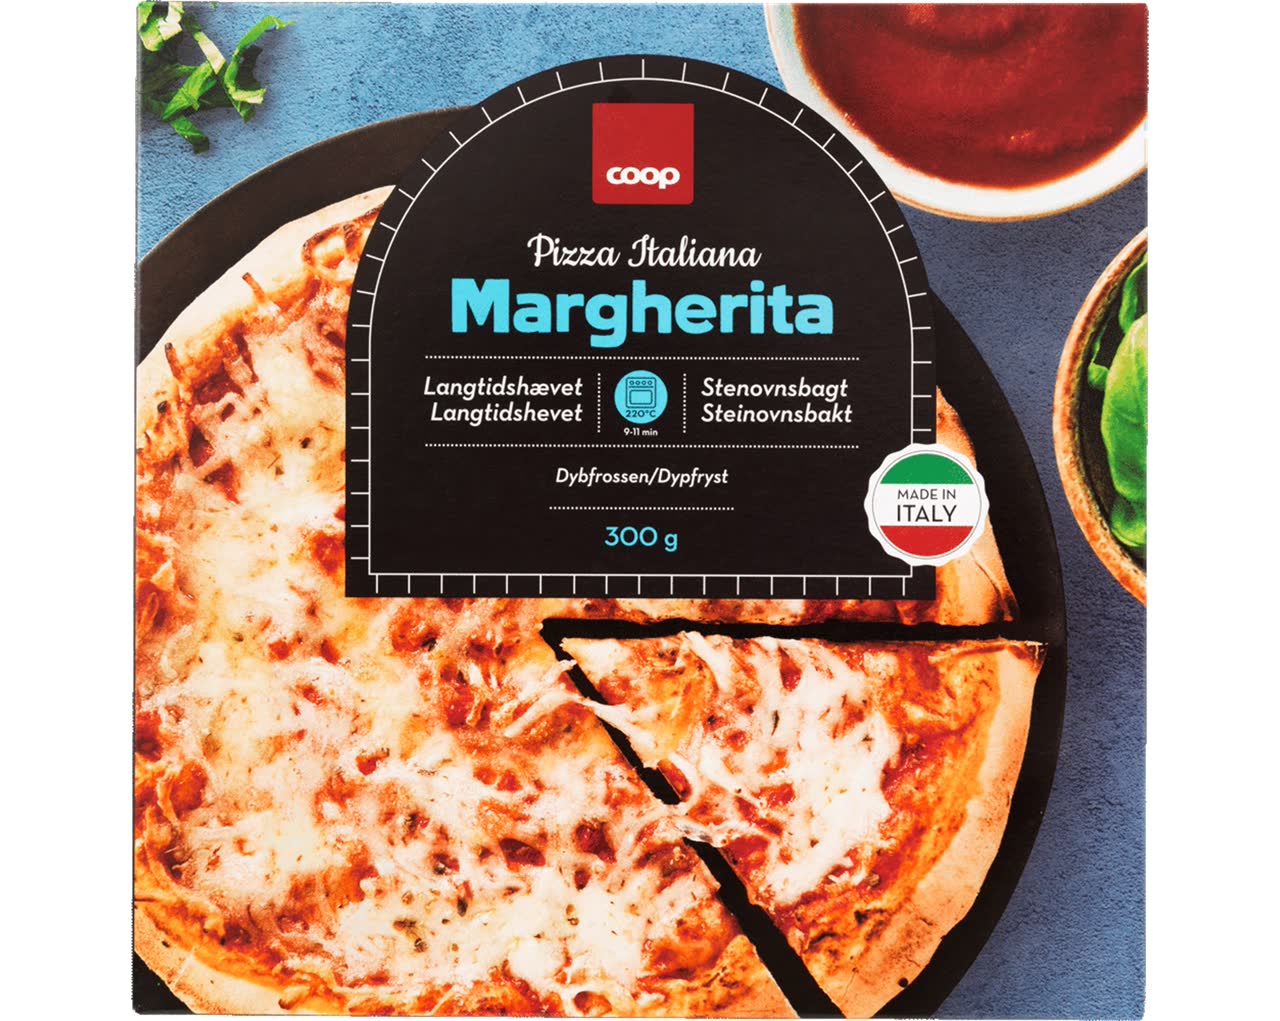 coop
Pizza Italiana
Margherita
Langtidshævet
Langtidshevet
220°C
9-11 min
Stenovnsbagt
Steinovnsbakt
Dybfrossen/Dypfryst
MADE IN
ITALY
300 g